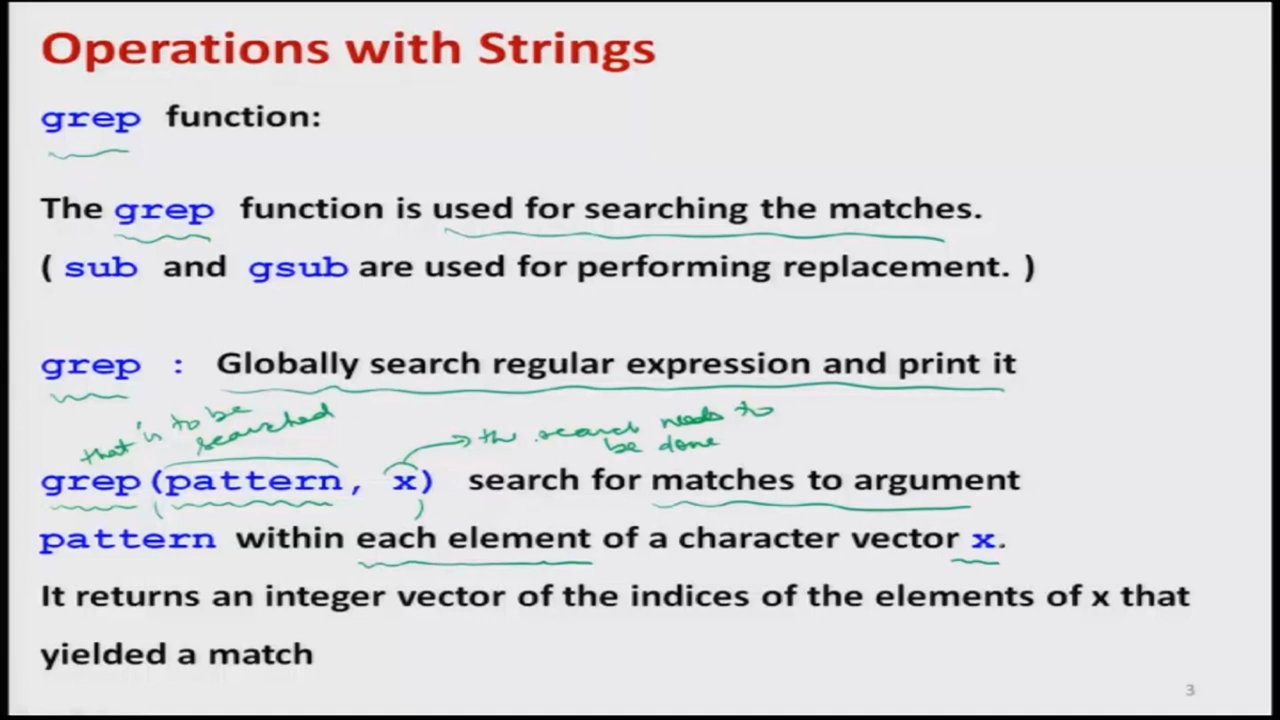 Operations with Strings
grep function:
The grep function is used for searching the matches.
( sub and gsub are used for performing replacement. )
grep : Globally search regular expression and print it
that is to be
searched
the search needs to
be done
grep(pattern, x) search for matches to argument
pattern within each element of a character vector x.
It returns an integer vector of the indices of the elements of x that
yielded a match
3